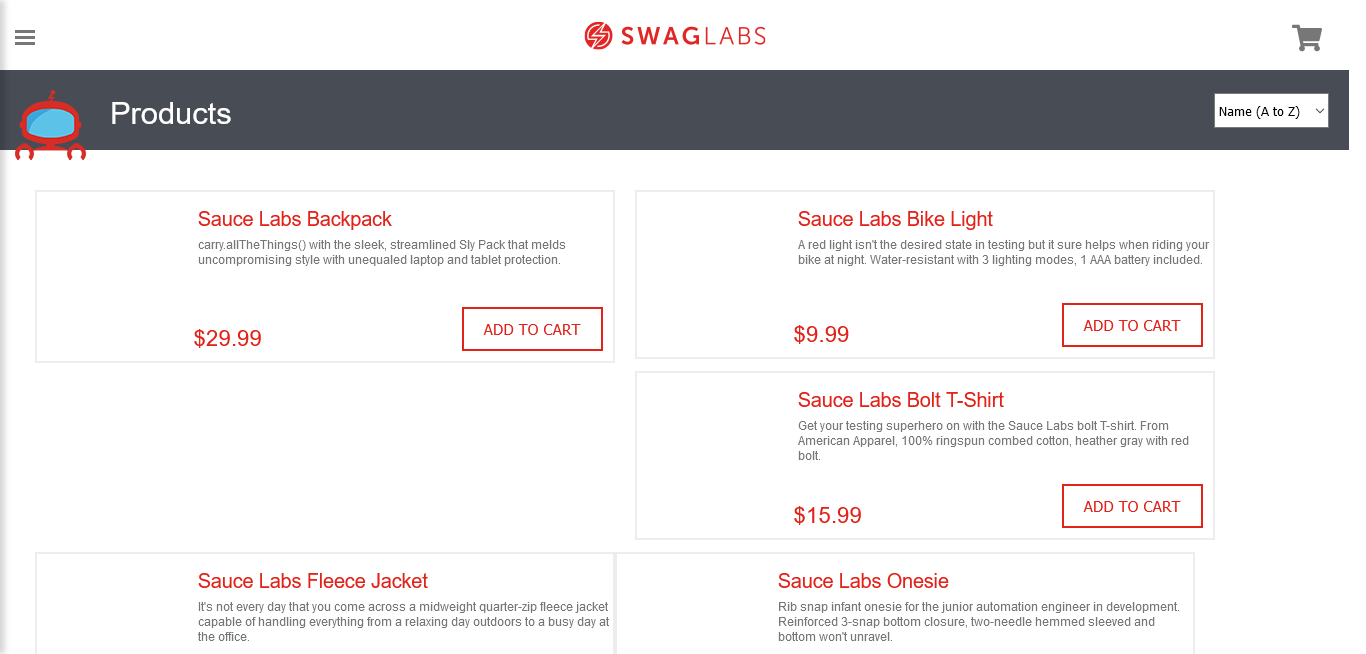 SWAGLABS
Products
Name (A to Z)
Sauce Labs Backpack
carry.allTheThings() with the sleek, streamlined Sly Pack that melds
uncompromising style with unequaled laptop and tablet protection.
$29.99
ADD TO CART
Sauce Labs Bike Light
A red light isn't the desired state in testing but it sure helps when riding your
bike at night. Water-resistant with 3 lighting modes, 1 AAA battery included.
$9.99
ADD TO CART
Sauce Labs Bolt T-Shirt
Get your testing superhero on with the Sauce Labs bolt T-shirt. From
American Apparel, 100% ringspun combed cotton, heather gray with red
bolt.
$15.99
ADD TO CART
Sauce Labs Fleece Jacket
It's not every day that you come across a midweight quarter-zip fleece jacket
capable of handling everything from a relaxing day outdoors to a busy day at
the office.
Sauce Labs Onesie
Rib snap infant onesie for the junior automation engineer in development.
Reinforced 3-snap bottom closure, two-needle hemmed sleeved and
bottom won't unravel.